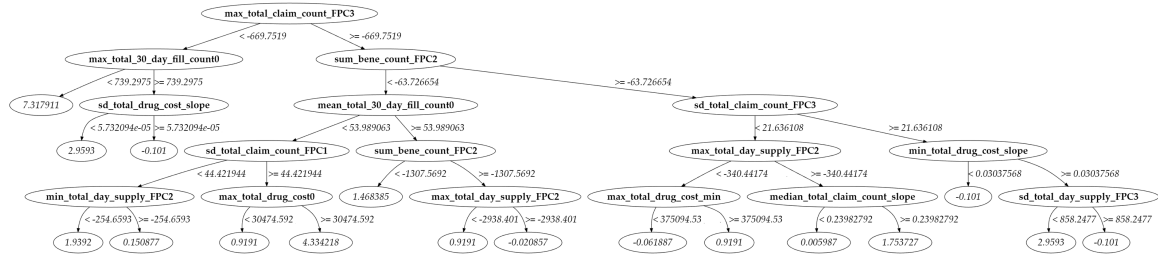 max_total_claim_count_FPC3
< -669.7519 >= -669.7519
max_total_30_day_fill_count0 sum_bene_count_FPC2
< 739.2975 >= 739.2975 < -63.726654 >= -63.726654
7.317911 sd_total_drug_cost_slope mean_total_30_day_fill_count0 sd_total_claim_count_FPC3
< 5.732094e-05 >= 5.732094e-05 < 53.989063 >= 53.989063 < 21.636108 >= 21.636108
2.9593 -0.101 sd_total_claim_count_FPC1 sum_bene_count_FPC2 max_total_day_supply_FPC2 min_total_drug_cost_slope
< 44.421944 >= 44.421944 < -1307.5692 >= -1307.5692 < -340.44174 >= -340.44174 < 0.03037568 >= 0.03037568
min_total_day_supply_FPC2 max_total_drug_cost0 1.468385 max_total_day_supply_FPC2 max_total_drug_cost_min median_total_claim_count_slope -0.101 sd_total_day_supply_FPC3
< -254.6593 >= -254.6593 < 30474.592 >= 30474.592 < -2938.401 >= -2938.401 < 375094.53 >= 375094.53 < 0.23982792 >= 0.23982792 < 858.2477 >= 858.2477
1.9392 0.150877 0.9191 4.334218 0.9191 -0.020857 -0.061887 0.9191 0.005987 1.753727 2.9593 -0.101